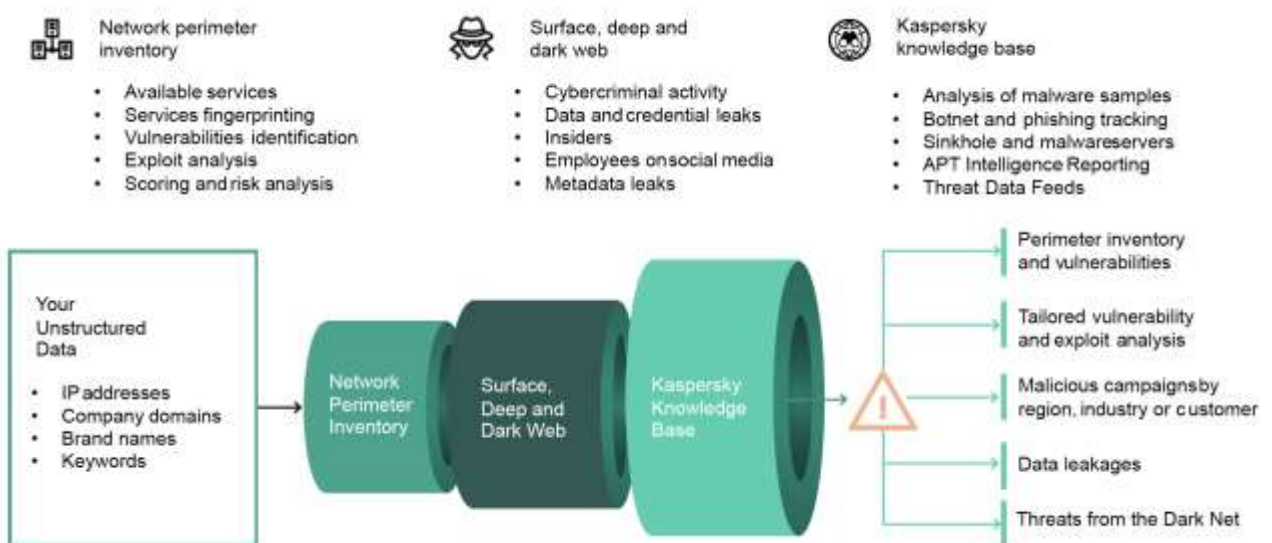 Network perimeter
inventory
• Available services
• Services fingerprinting
• Vulnerabilities identification
• Exploit analysis
• Scoring and risk analysis
Surface, deep and
dark web
• Cybercriminal activity
• Data and credential leaks
• Insiders
• Employees onsocial media
• Metadata leaks
Kaspersky
knowledge base
• Analysis of malware samples
• Botnet and phishing tracking
• Sinkhole and malwareservers
• APT Intelligence Reporting
• Threat Data Feeds
Your
Unstructured
Data
• IP addresses
• Company domains
• Brand names
• Keywords
Network
Perimeter
Inventory
Surface,
Deep and
Dark Web
Kaspersky
Knowledge
Base
!
Perimeter inventory
and vulnerabilities
Tailored vulnerability
and exploit analysis
Malicious campaignsby
region, industry or customer
Data leakages
Threats from the Dark Net